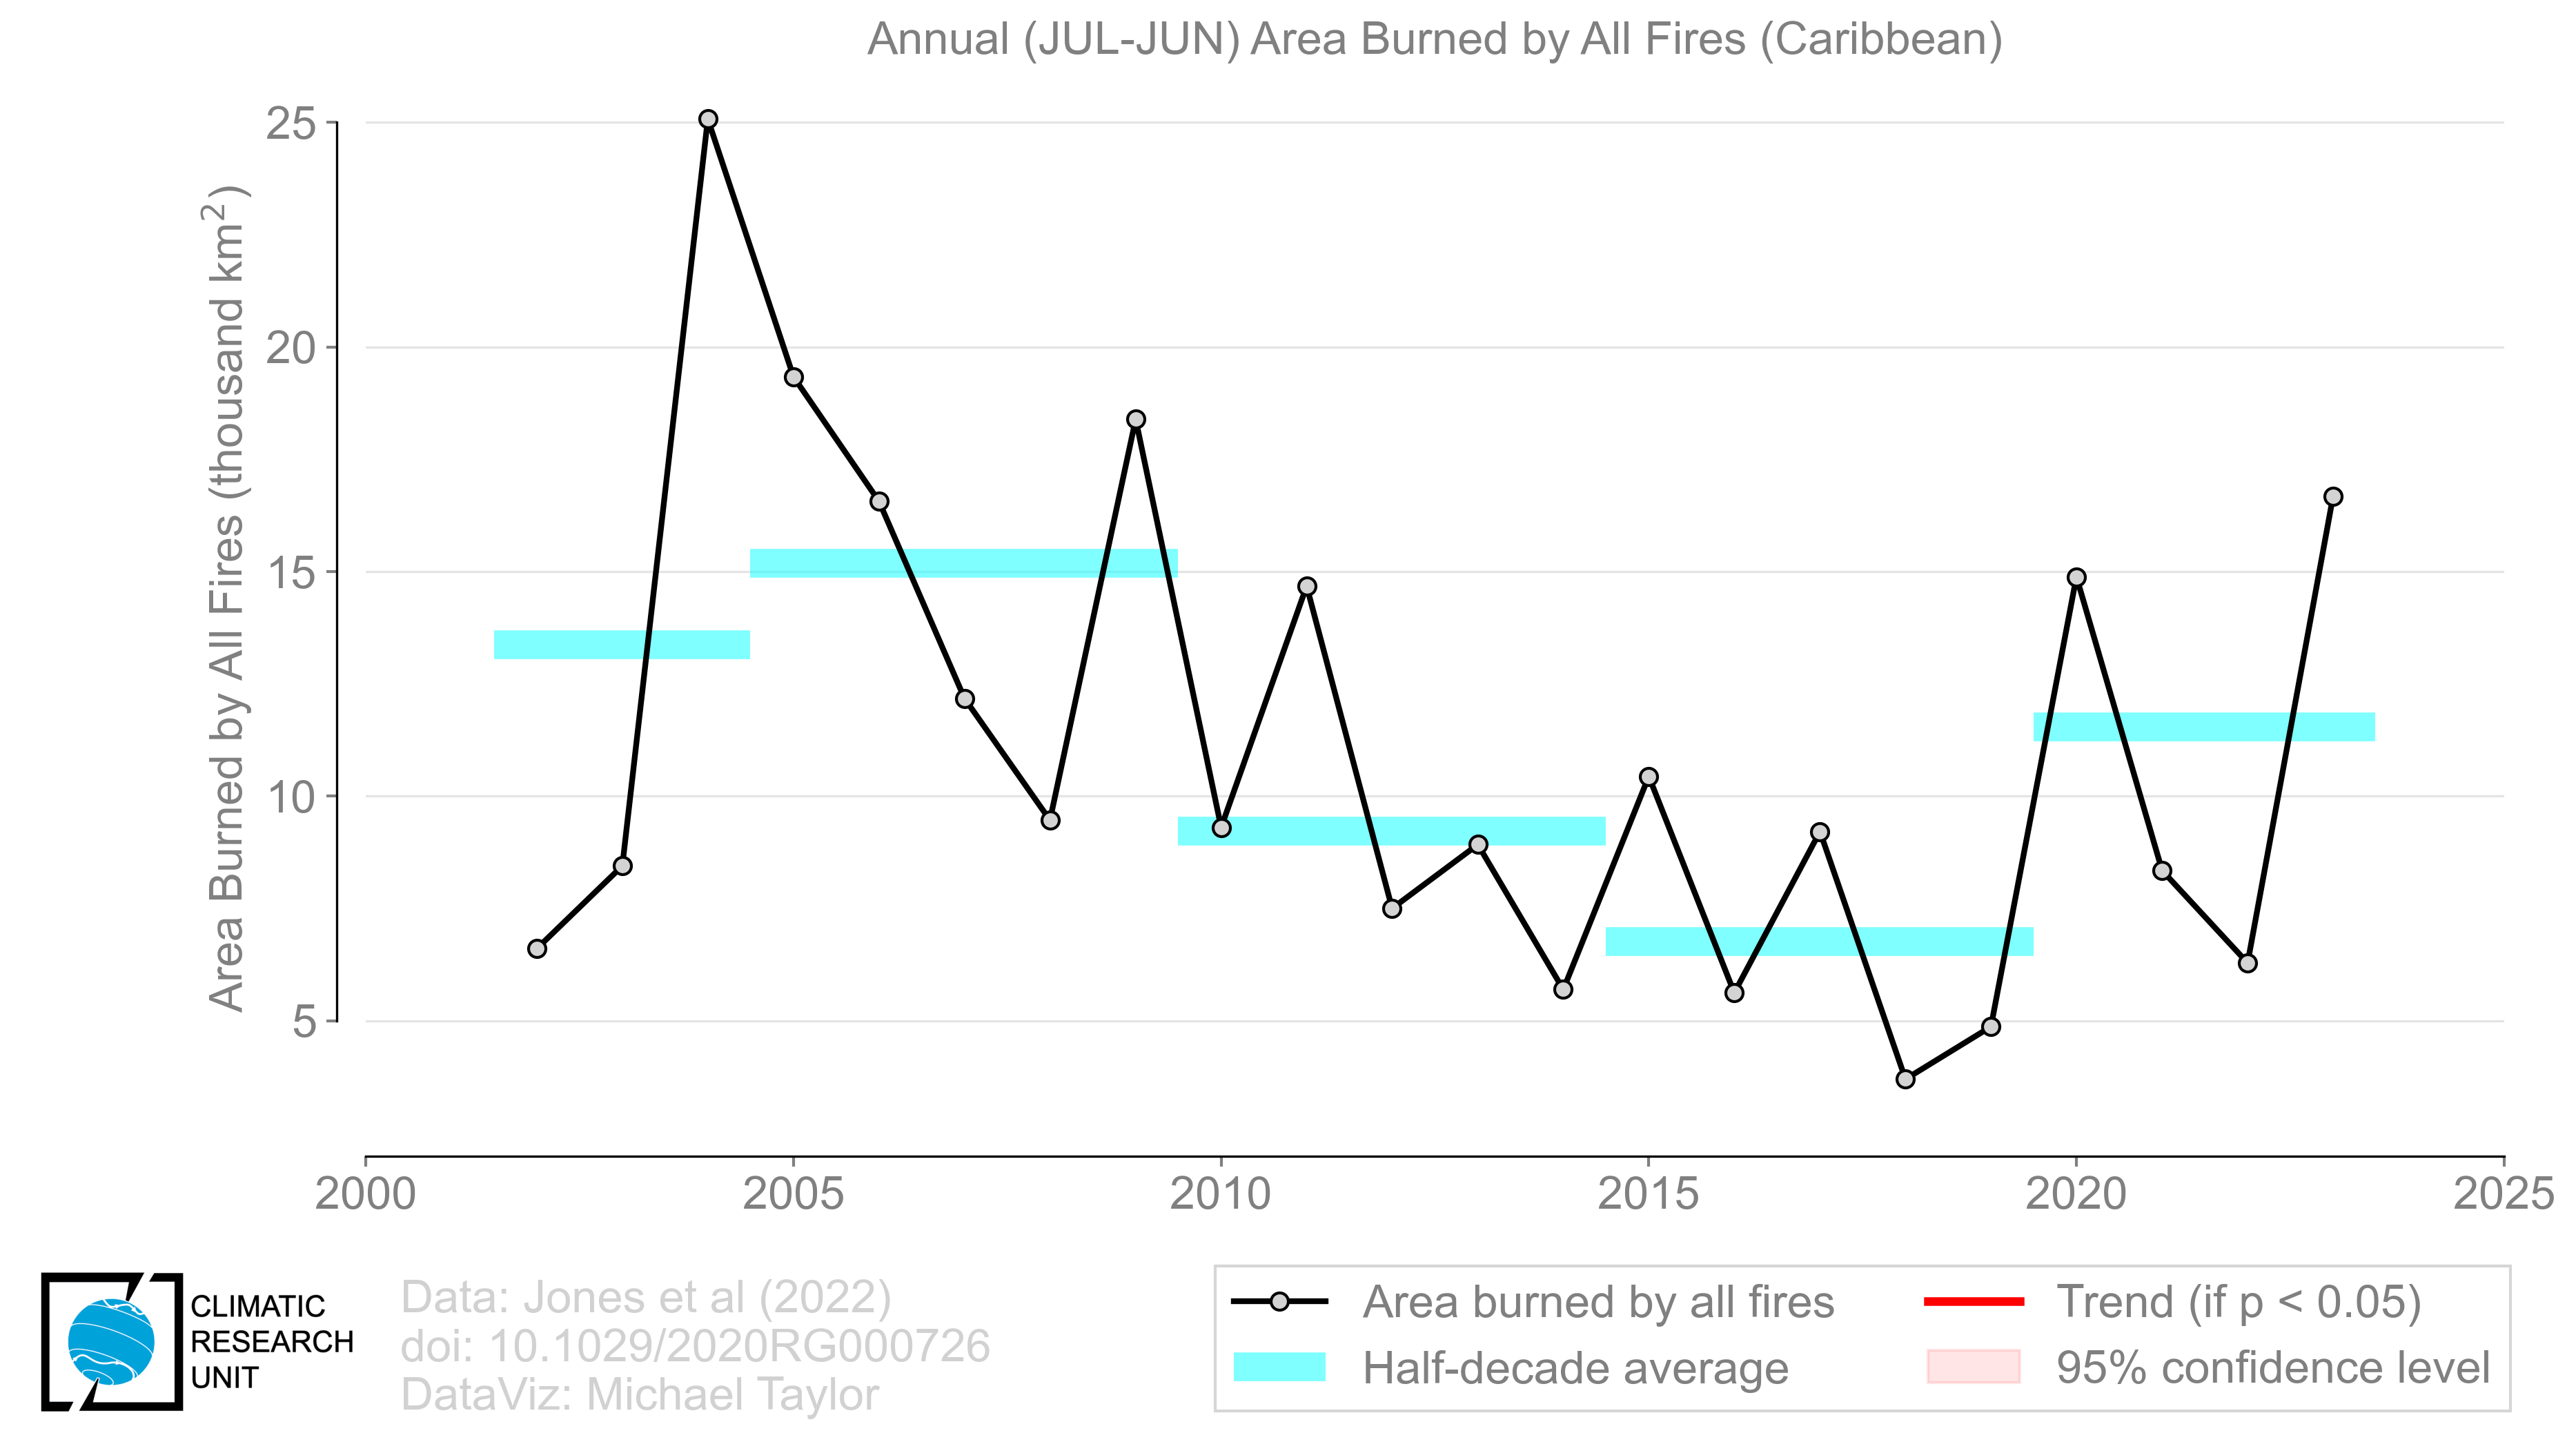 Annual (JUL-JUN) Area Burned by All Fires (Caribbean)
Area Burned by All Fires (thousand km²)
25
20
15
10
5
2000 2005 2010 2015 2020 2025
CLIMATIC
RESEARCH
UNIT
Data: Jones et al (2022)
doi: 10.1029/2020RG000726
DataViz: Michael Taylor
Area burned by all fires
Half-decade average
Trend (if p < 0.05)
95% confidence level